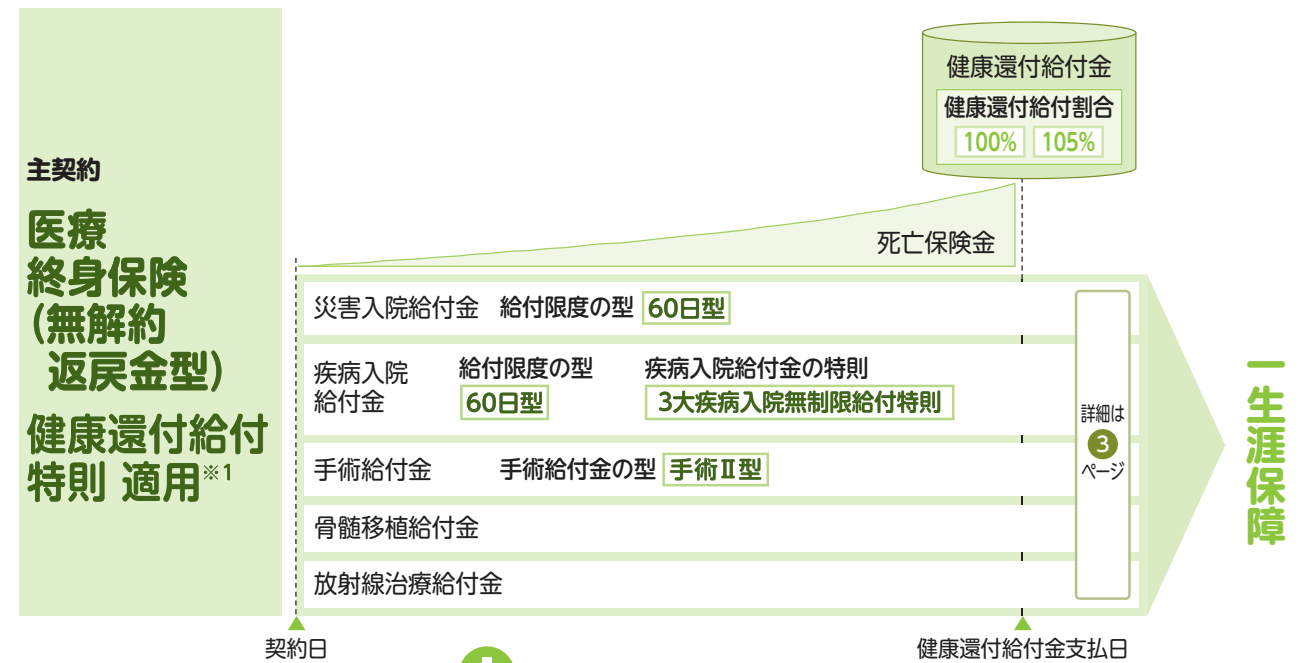 主契約
医療
終身保険
(無解約
返戻金型)
健康還付給付
特則 適用※1
健康還付給付金
健康還付給付割合
100% 105%
死亡保険金
災害入院給付金 給付限度の型 60日型
疾病入院
給付金
給付限度の型
60日型
疾病入院給付金の特則
3大疾病入院無制限給付特則
手術給付金 手術給付金の型 手術Ⅱ型
骨髄移植給付金
放射線治療給付金
詳細は
3
ページ
一生涯保障
契約日
健康還付給付金支払日